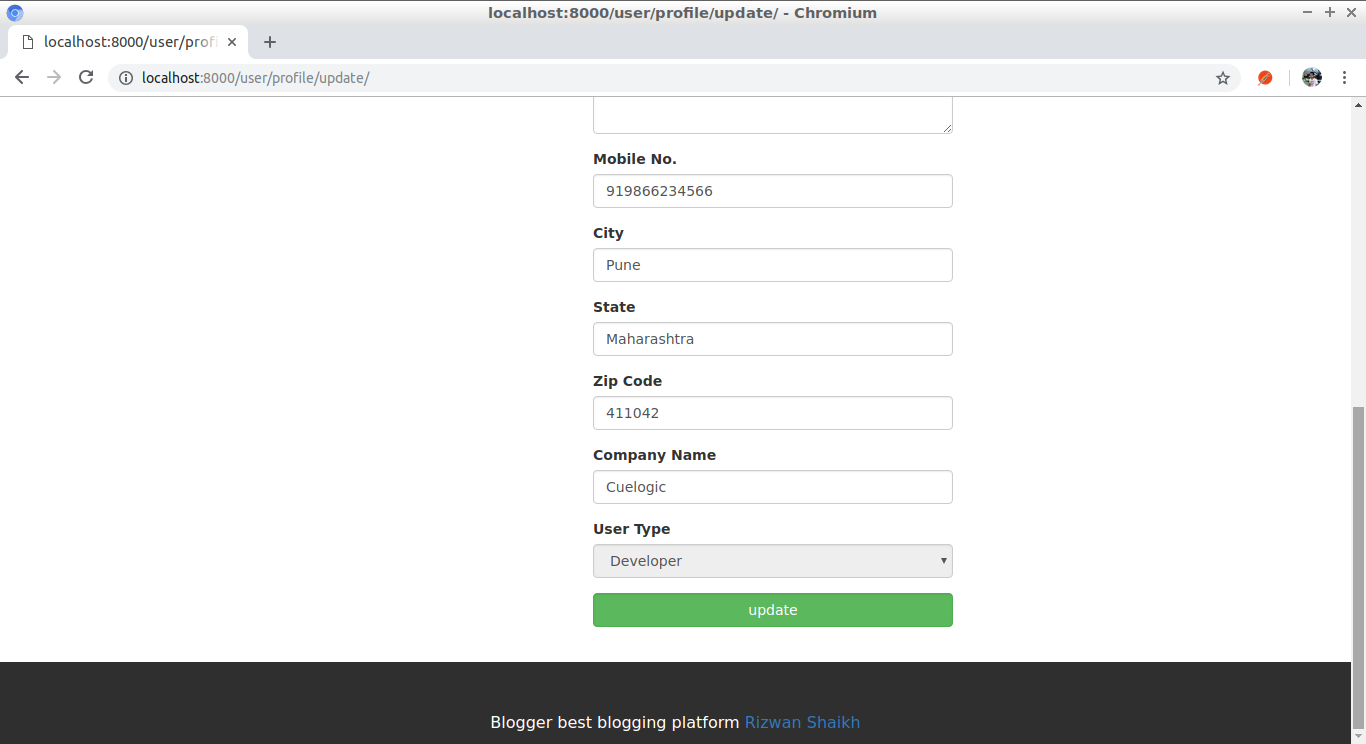 localhost:8000/user/profile/update/ - Chromium
localhost:8000/user/prof
localhost:8000/user/profile/update/
Mobile No.
919866234566
City
Pune
State
Maharashtra
Zip Code
411042
Company Name
Cuelogic
User Type
Developer
update
Blogger best blogging platform Rizwan Shaikh